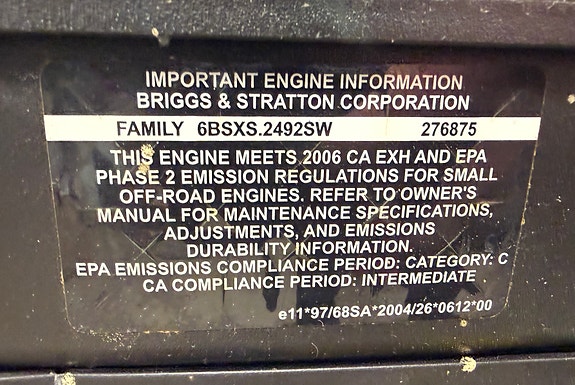 IMPORTANT ENGINE INFORMATION
BRIGGS & STRATTON CORPORATION
FAMILY 6BSXS.2492SW 276875
THIS ENGINE MEETS 2006 CA EXH AND EPA
PHASE 2 EMISSION REGULATIONS FOR SMALL
OFF-ROAD ENGINES. REFER TO OWNER'S
MANUAL FOR MAINTENANCE SPECIFICATIONS,
ADJUSTMENTS, AND EMISSIONS
DURABILITY INFORMATION.
EPA EMISSIONS COMPLIANCE PERIOD: CATEGORY: C
CA COMPLIANCE PERIOD: INTERMEDIATE
e11*97/68SA*2004/26*0612*00